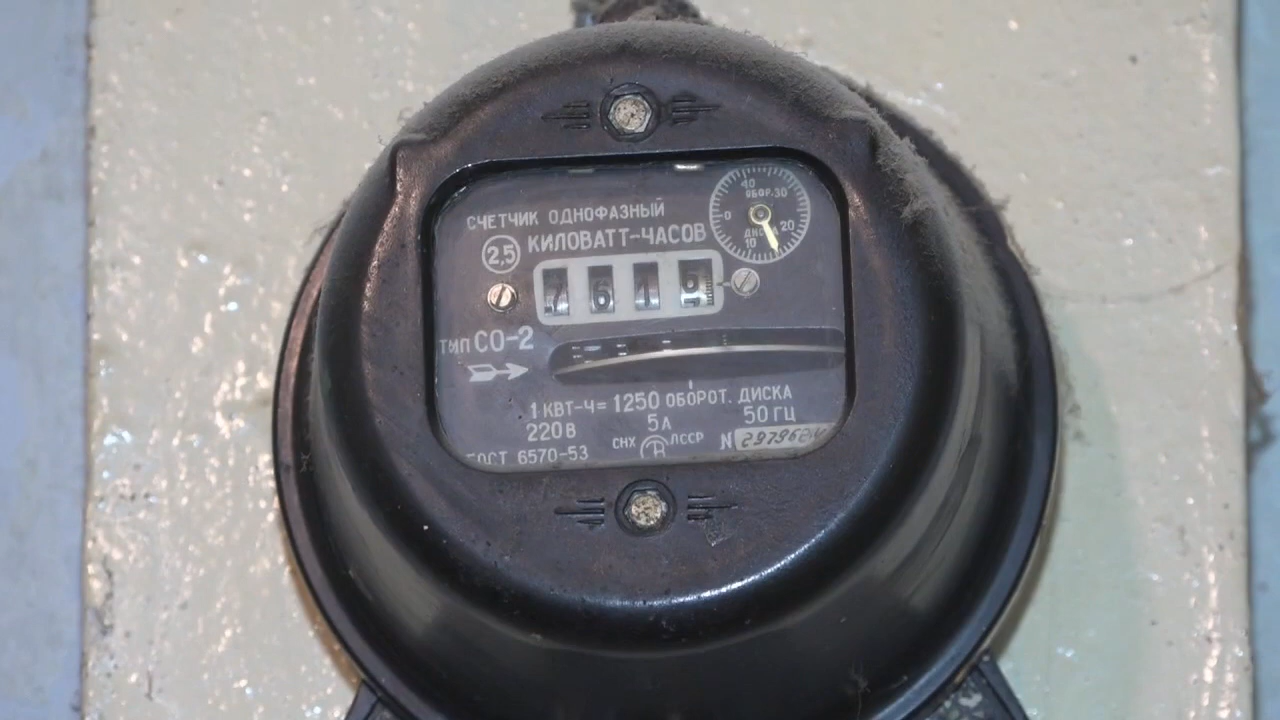 СЧЕТЧИК ОДНОФАЗНЫЙ
2,5 КИЛОВАТТ-ЧАСОВ
40
ОБОР. 30
0
20
ДИСКА
10
7 6 1
ТИП СО-2
1 КВТ-Ч = 1250 ОБОРОТ. ДИСКА
220 В 5 А 50 ГЦ
ГОСТ 6570-53 СНХ ЛССР N